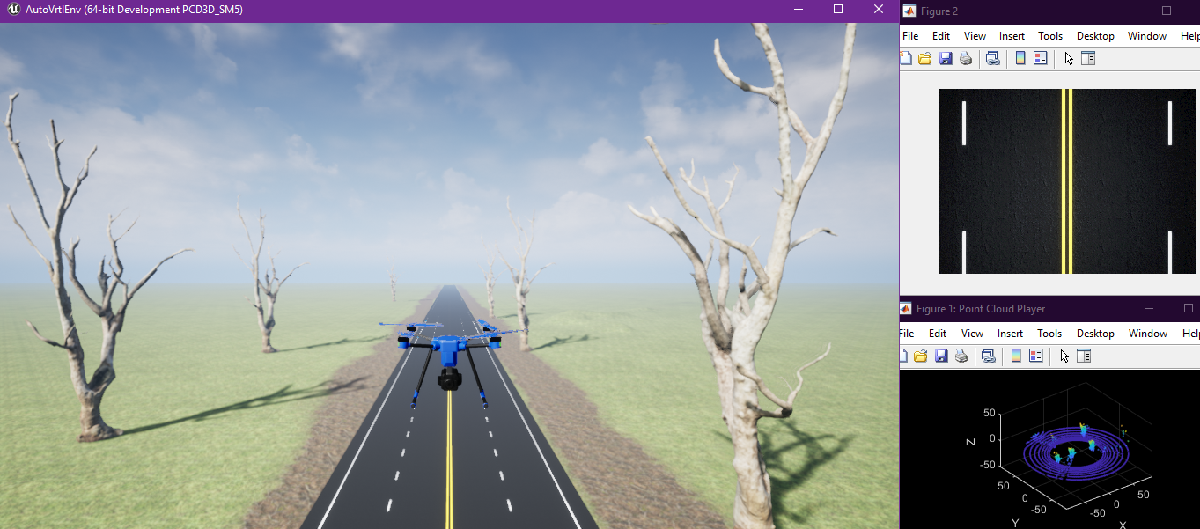 AutoVrtlEnv (64-bit Development PCD3D_SM5)
Figure 2
File Edit View Insert Tools Desktop Window Help
Figure 1: Point Cloud Player
File Edit View Insert Tools Desktop Window Help
50
0
-50
Z
50
0
-50
Y
50
0
-50
X